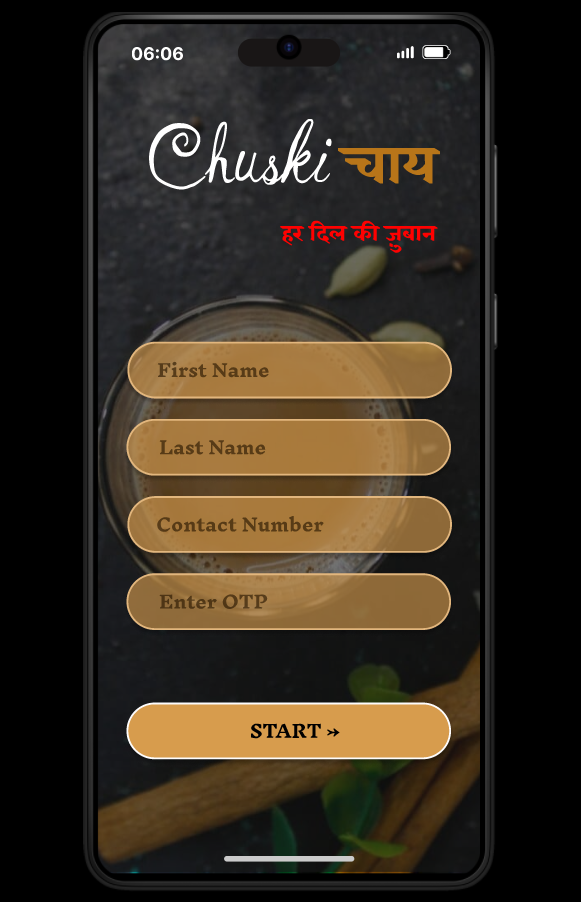 06:06
Chuski चाय
हर दिल की ज़ुबान
First Name
Last Name
Contact Number
Enter OTP
START →